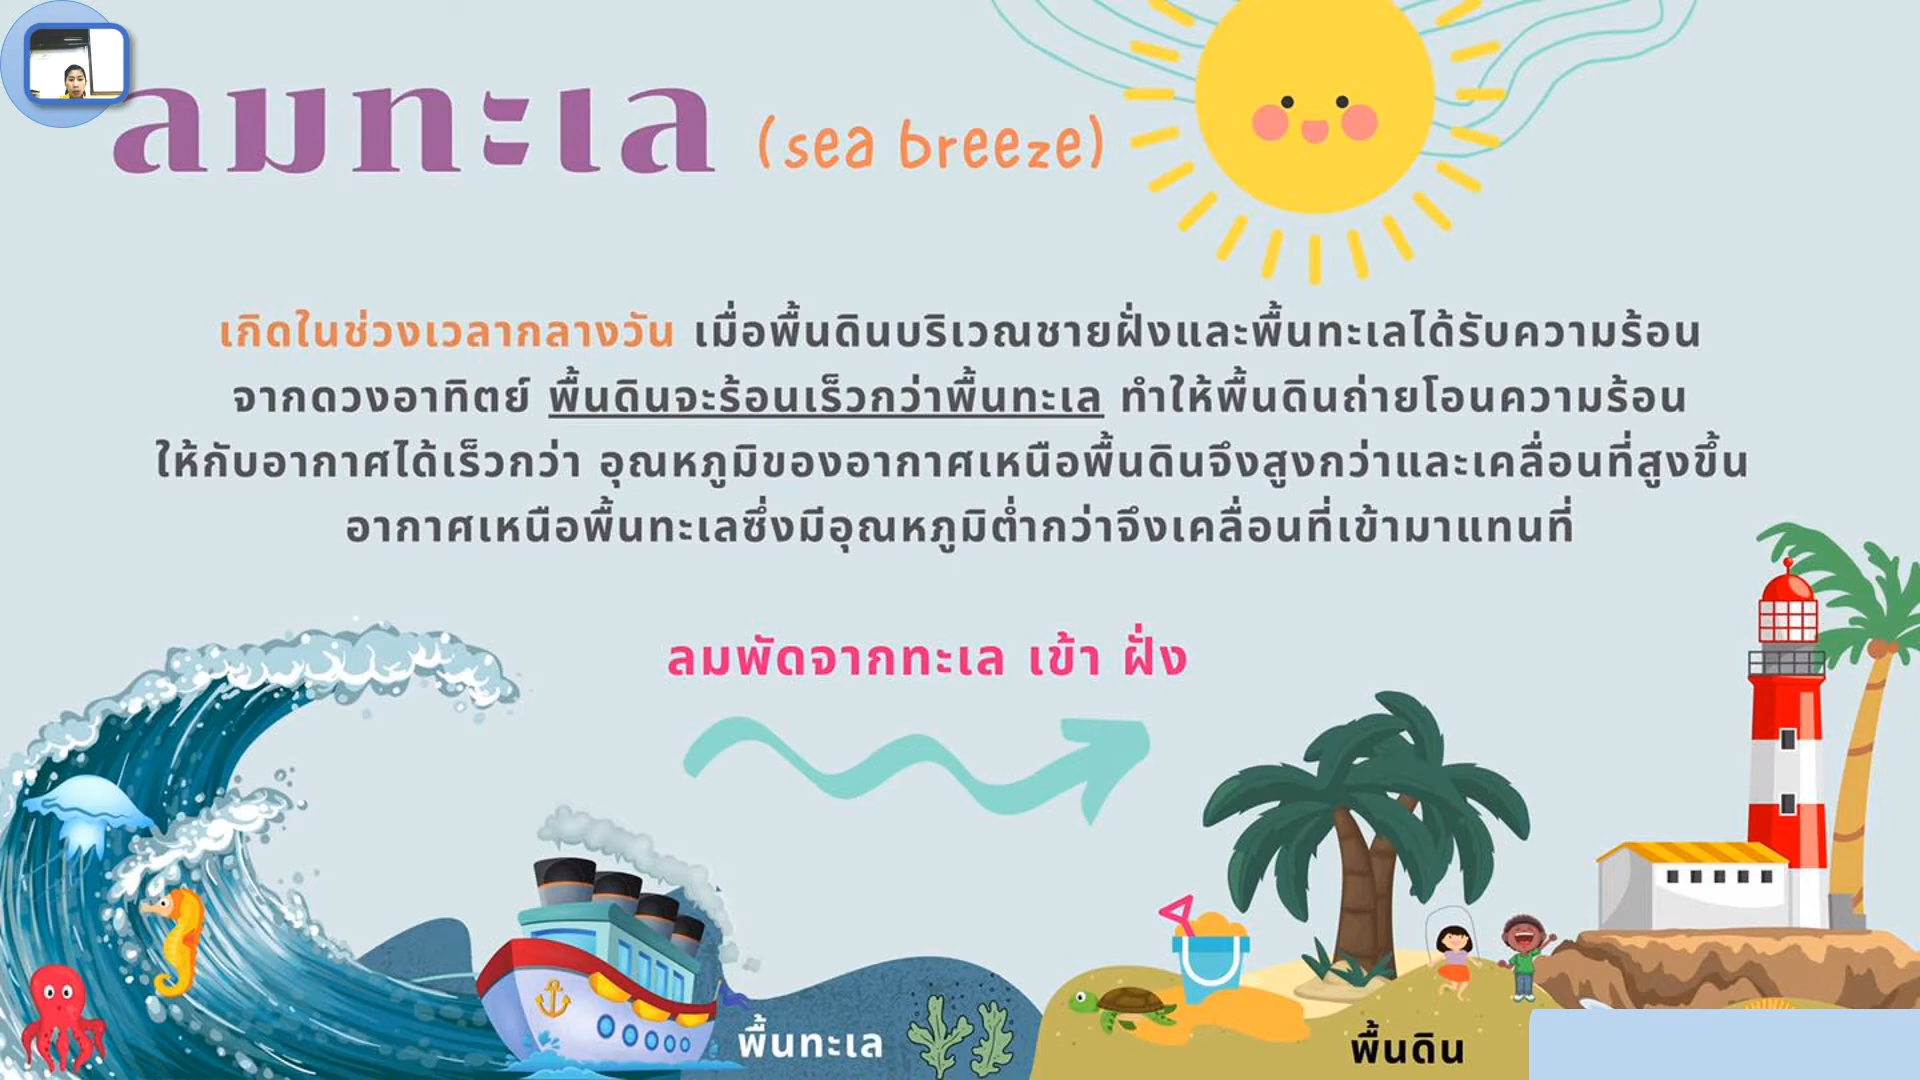 ลมทะเล (sea breeze)
เกิดในช่วงเวลากลางวัน เมื่อพื้นดินบริเวณชายฝั่งและพื้นทะเลได้รับความร้อน
จากดวงอาทิตย์ พื้นดินจะร้อนเร็วกว่าพื้นทะเล ทำให้พื้นดินถ่ายโอนความร้อน
ให้กับอากาศได้เร็วกว่า อุณหภูมิของอากาศเหนือพื้นดินจึงสูงกว่าและเคลื่อนที่สูงขึ้น
อากาศเหนือพื้นทะเลซึ่งมีอุณหภูมิต่ำกว่าจึงเคลื่อนที่เข้ามาแทนที่
ลมพัดจากทะเล เข้า ฝั่ง
พื้นทะเล
พื้นดิน